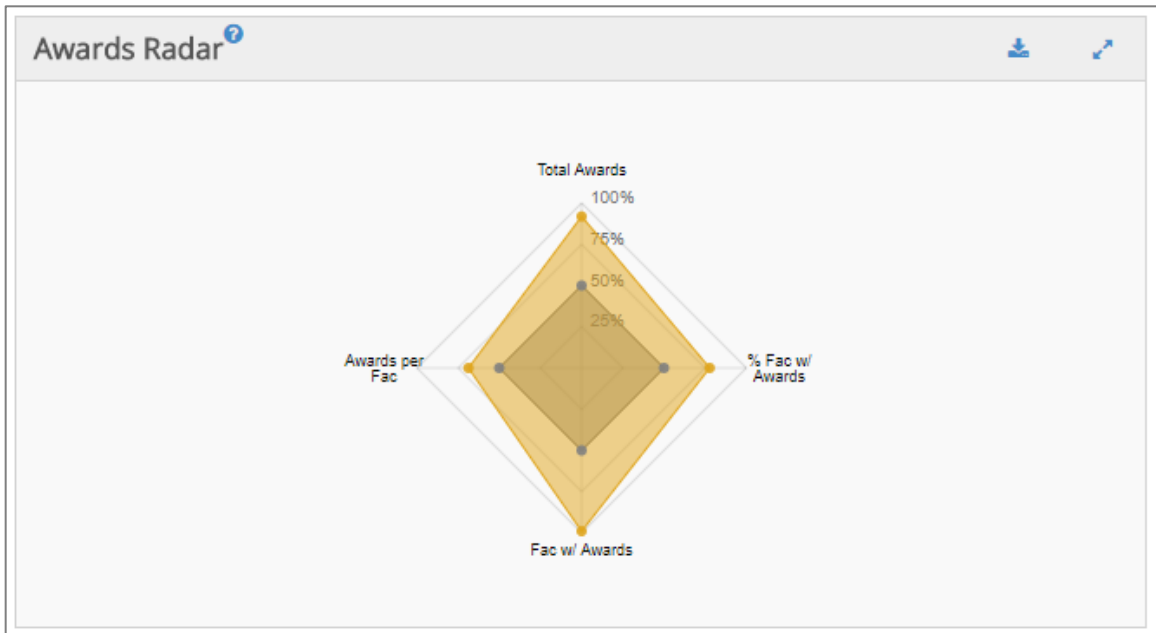 Awards Radar ?
Total Awards
100%
75%
50%
25%
Awards per
Fac
% Fac w/
Awards
Fac w/ Awards